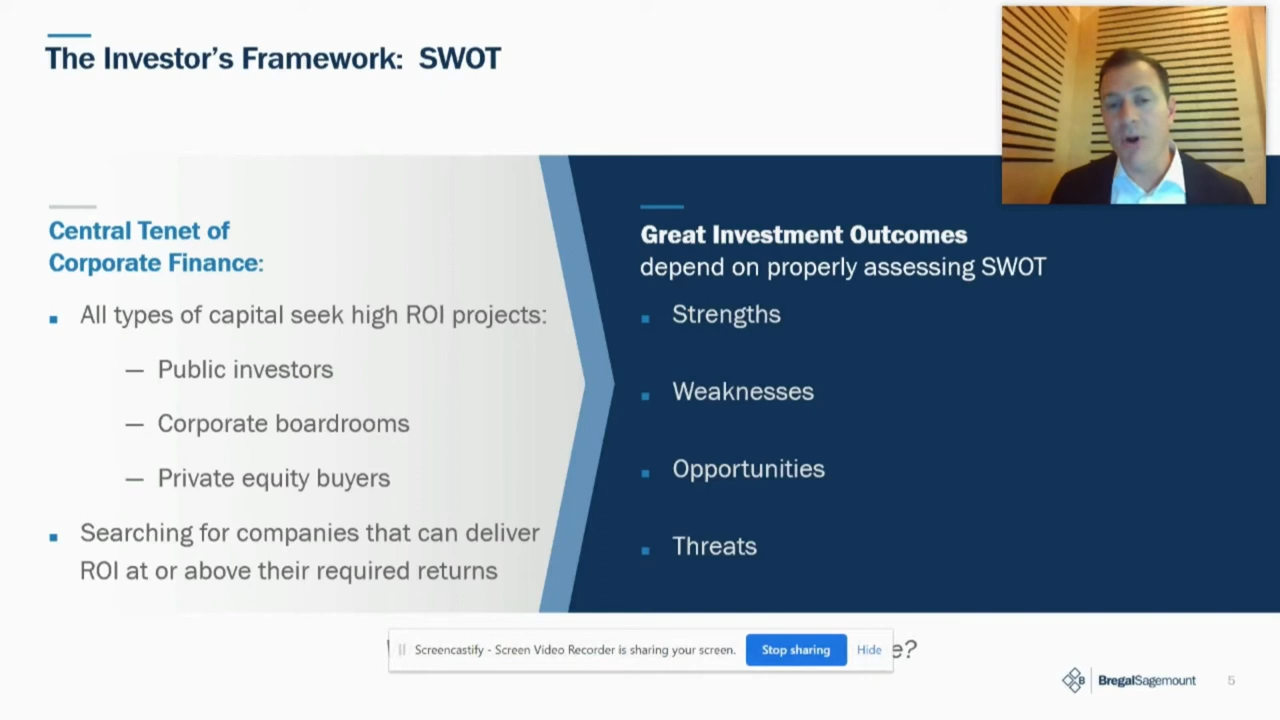 The Investor's Framework: SWOT
Central Tenet of
Corporate Finance:
▪ All types of capital seek high ROI projects:
— Public investors
— Corporate boardrooms
— Private equity buyers
▪ Searching for companies that can deliver
ROI at or above their required returns
Great Investment Outcomes
depend on properly assessing SWOT
▪ Strengths
▪ Weaknesses
▪ Opportunities
▪ Threats
Screencastify - Screen Video Recorder is sharing your screen. Stop sharing Hide
B BregalSagemount 5